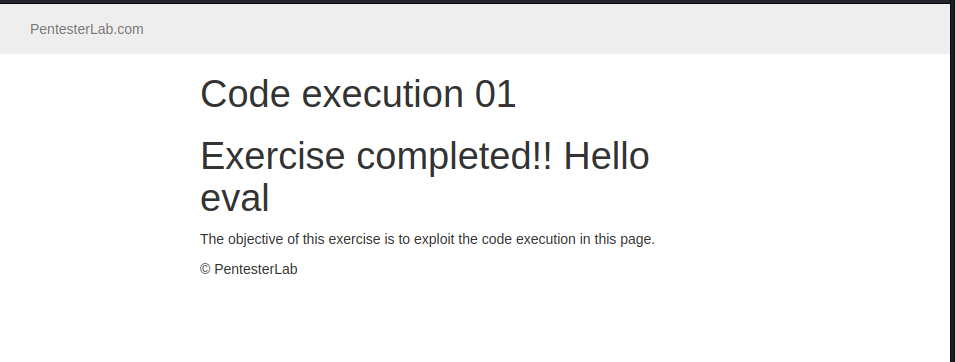 PentesterLab.com
Code execution 01
Exercise completed!! Hello
eval
The objective of this exercise is to exploit the code execution in this page.
© PentesterLab